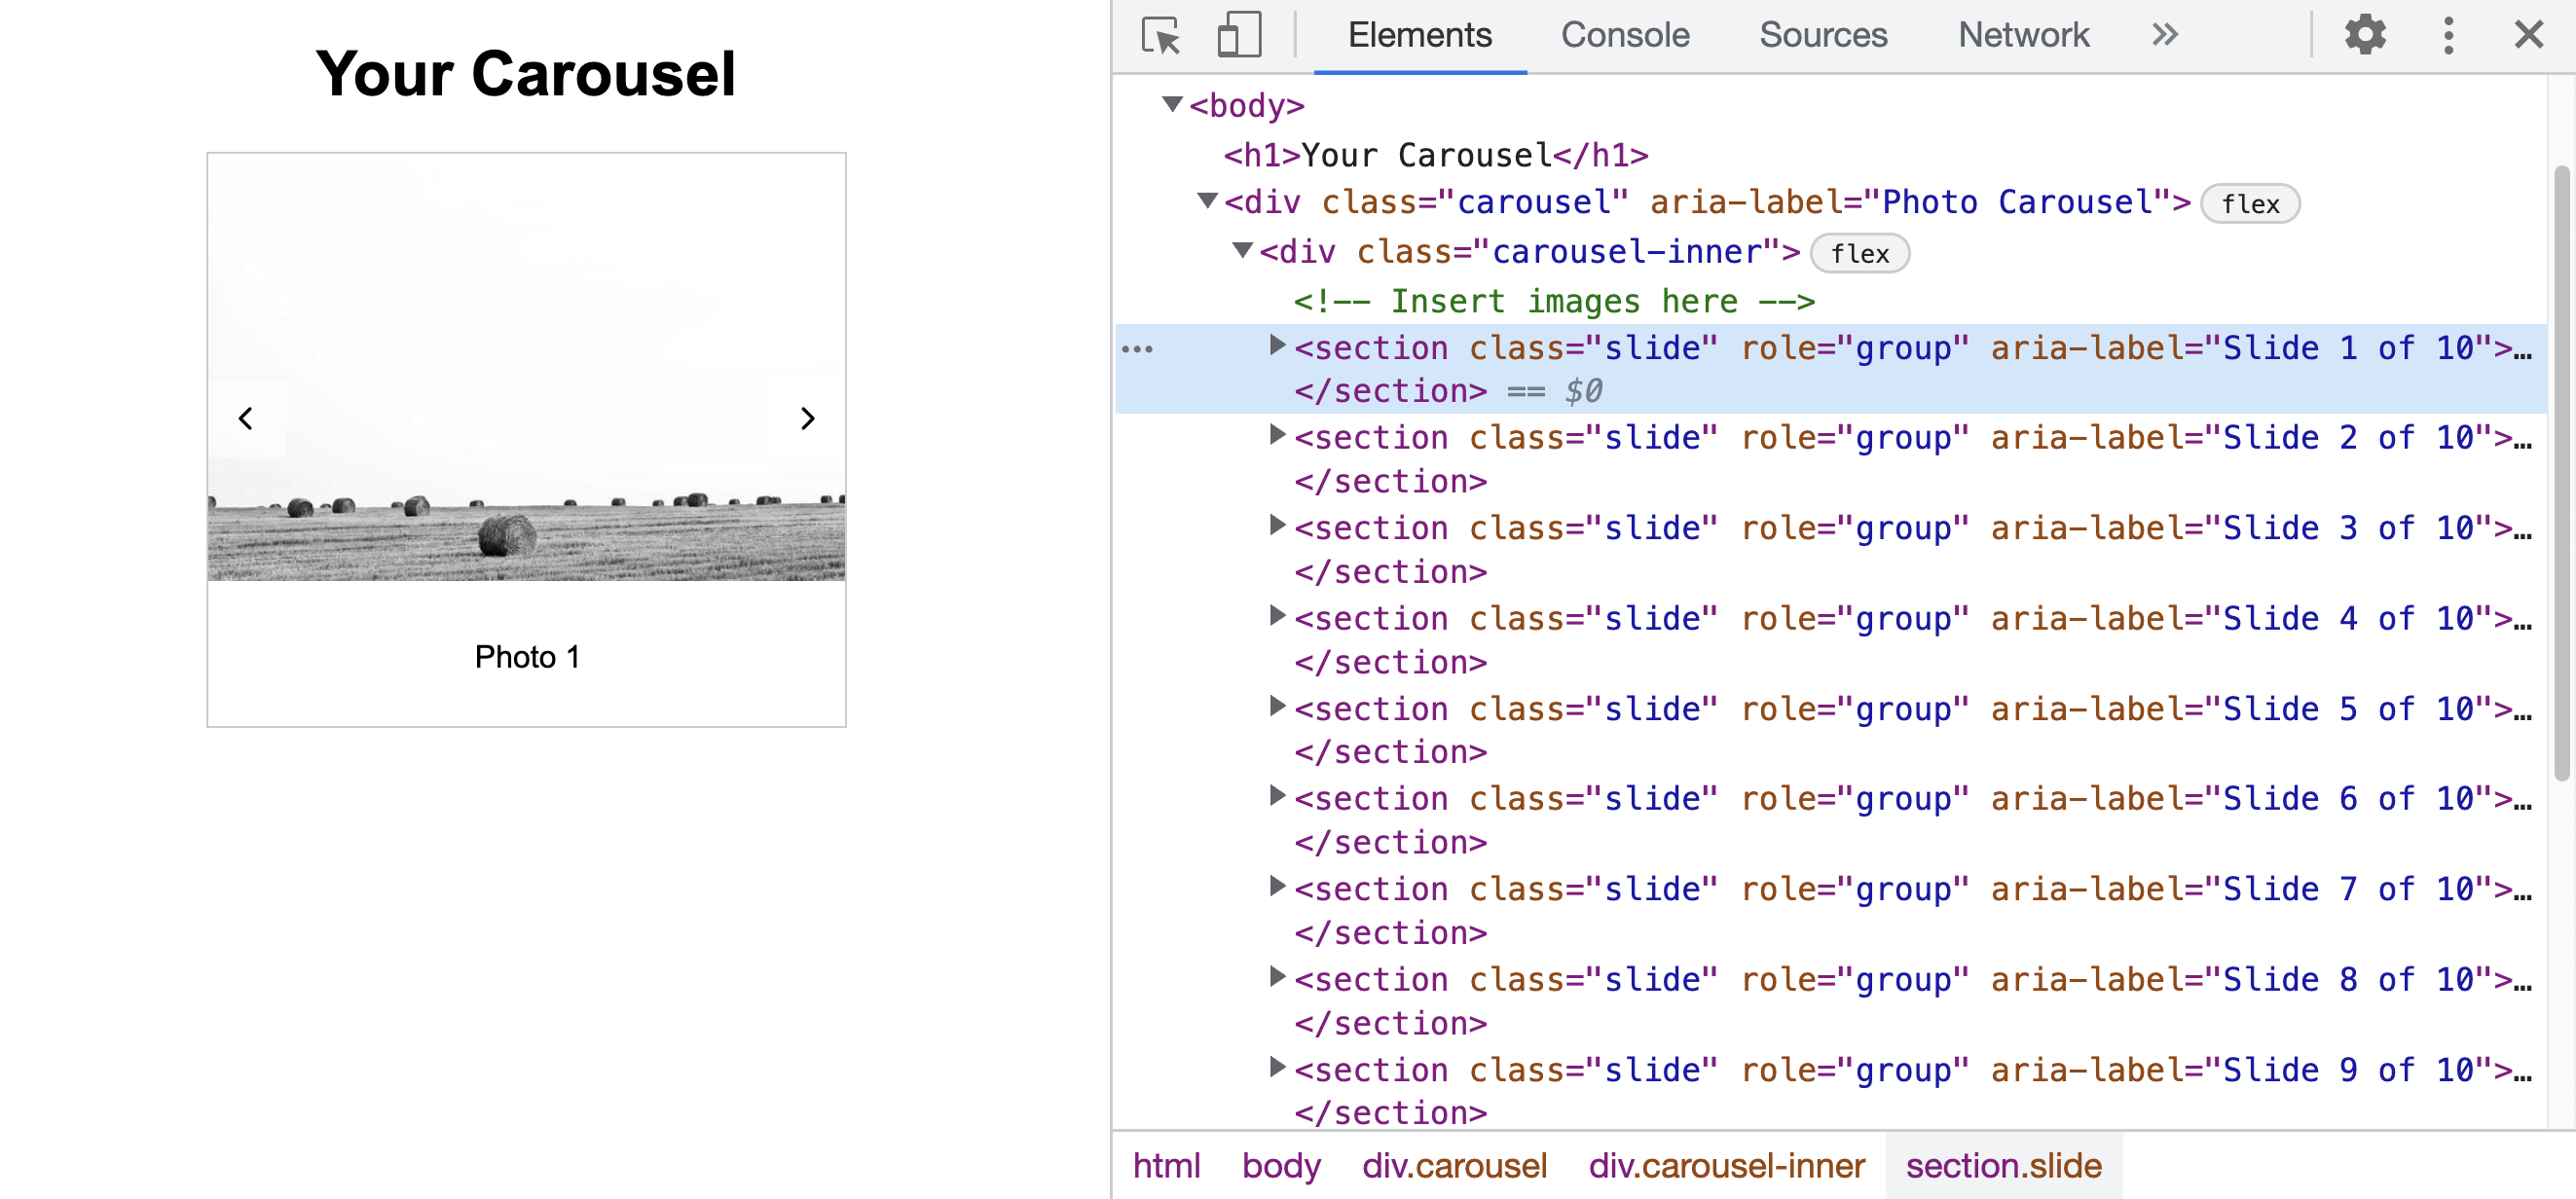 Your Carousel
Photo 1
Elements Console Sources Network
<body>
<h1>Your Carousel</h1>
<div class="carousel" aria-label="Photo Carousel"> flex
<div class="carousel-inner"> flex
<!-- Insert images here -->
<section class="slide" role="group" aria-label="Slide 1 of 10">…
</section> == $0
<section class="slide" role="group" aria-label="Slide 2 of 10">…
</section>
<section class="slide" role="group" aria-label="Slide 3 of 10">…
</section>
<section class="slide" role="group" aria-label="Slide 4 of 10">…
</section>
<section class="slide" role="group" aria-label="Slide 5 of 10">…
</section>
<section class="slide" role="group" aria-label="Slide 6 of 10">…
</section>
<section class="slide" role="group" aria-label="Slide 7 of 10">…
</section>
<section class="slide" role="group" aria-label="Slide 8 of 10">…
</section>
<section class="slide" role="group" aria-label="Slide 9 of 10">…
</section>
html body div.carousel div.carousel-inner section.slide